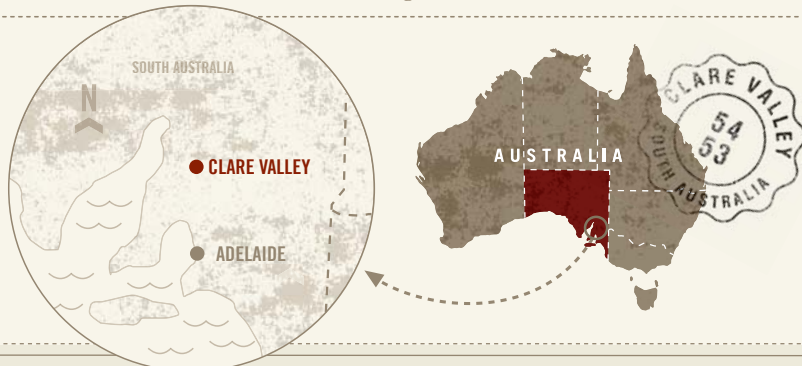 SOUTH AUSTRALIA
N
CLARE VALLEY
ADELAIDE
AUSTRALIA
CLARE VALLEY
54
53
SOUTH AUSTRALIA